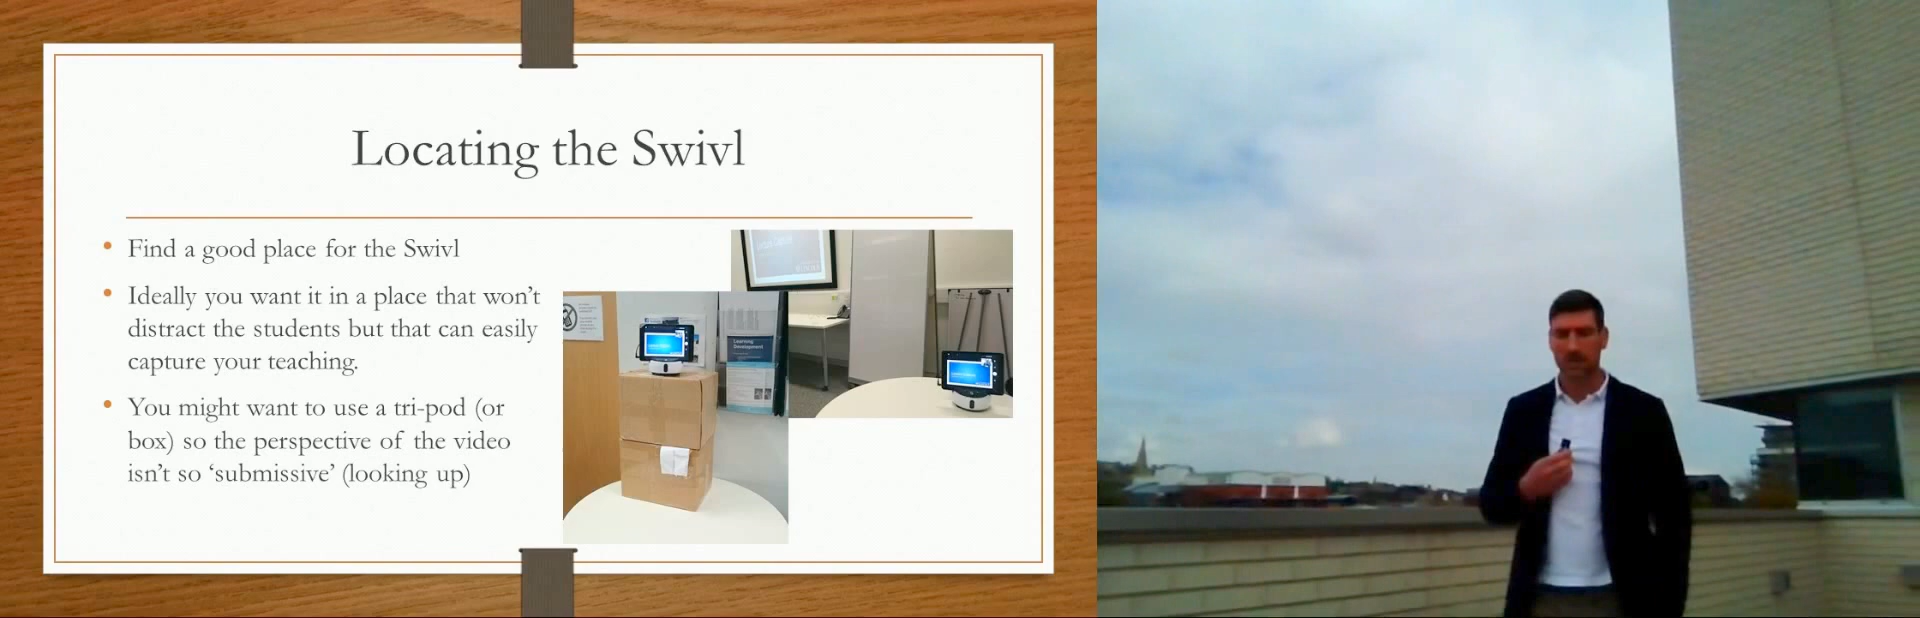 Locating the Swivl
• Find a good place for the Swivl
• Ideally you want it in a place that won’t
distract the students but that can easily
capture your teaching.
• You might want to use a tri-pod (or
box) so the perspective of the video
isn’t so ‘submissive’ (looking up)
Learning
Development